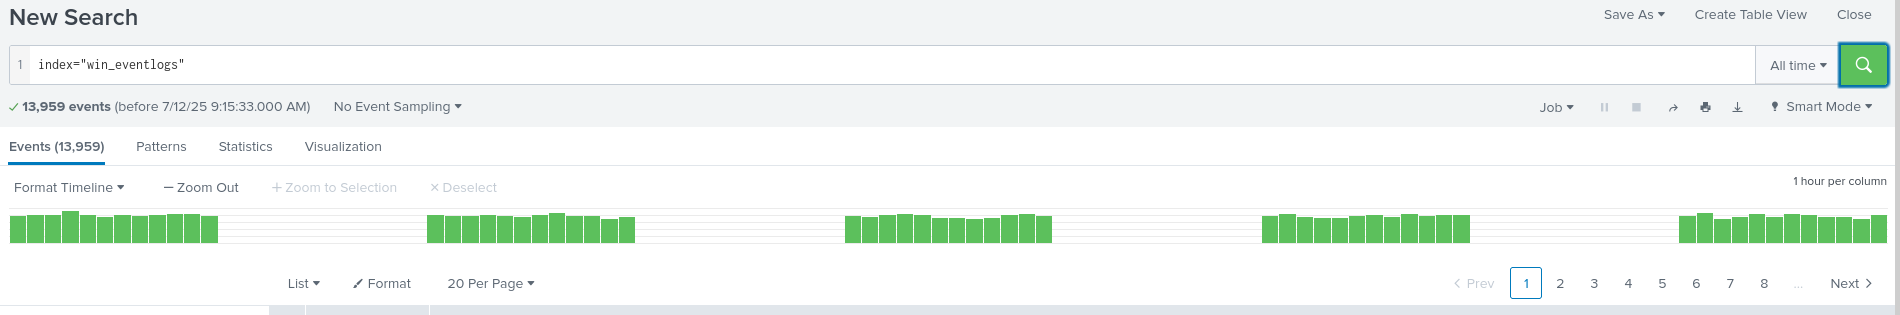 New Search
Save As Create Table View Close
1 index="win_eventlogs" All time
13,959 events (before 7/12/25 9:15:33.000 AM) No Event Sampling Job Smart Mode
Events (13,959) Patterns Statistics Visualization
Format Timeline — Zoom Out + Zoom to Selection × Deselect 1 hour per column
List Format 20 Per Page < Prev 1 2 3 4 5 6 7 8 ... Next >